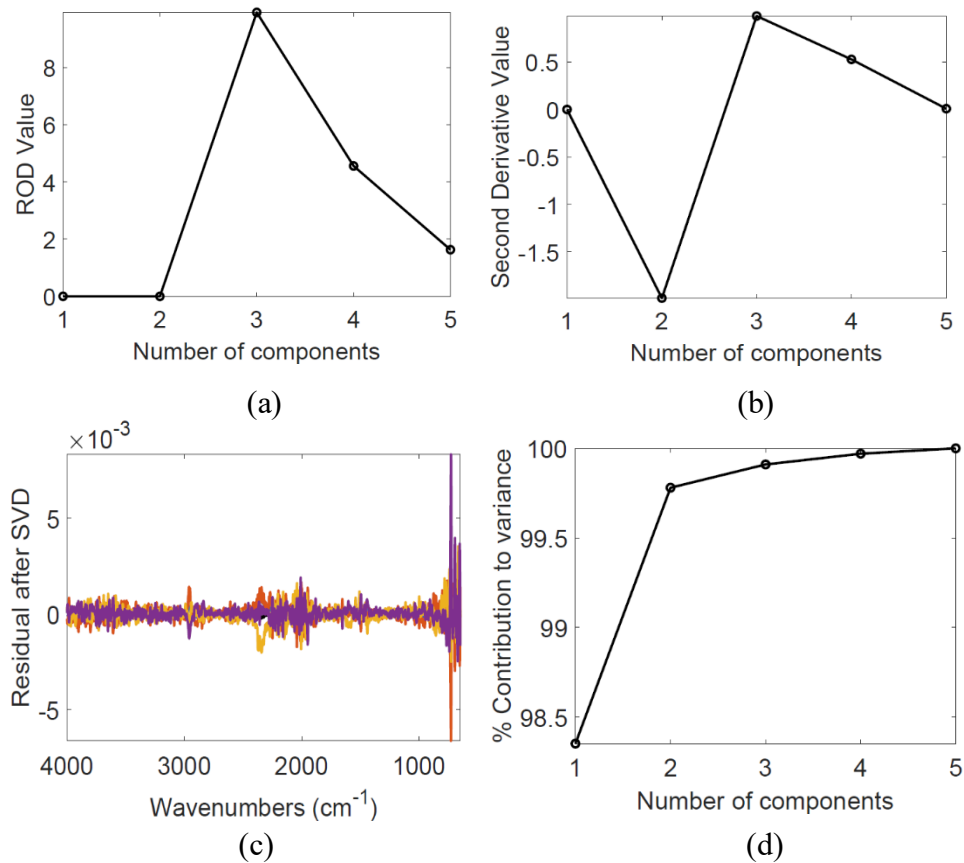 ROD Value
8
6
4
2
0
1 2 3 4 5
Number of components
(a)
Second Derivative Value
0.5
0
-0.5
-1
-1.5
1 2 3 4 5
Number of components
(b)
×10-3
Residual after SVD
5
0
-5
4000 3000 2000 1000
Wavenumbers (cm-1)
(c)
% Contribution to variance
100
99.5
99
98.5
1 2 3 4 5
Number of components
(d)